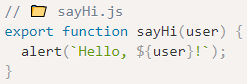 // 📁 sayHi.js
export function sayHi(user) {
  alert(`Hello, ${user}!`);
}